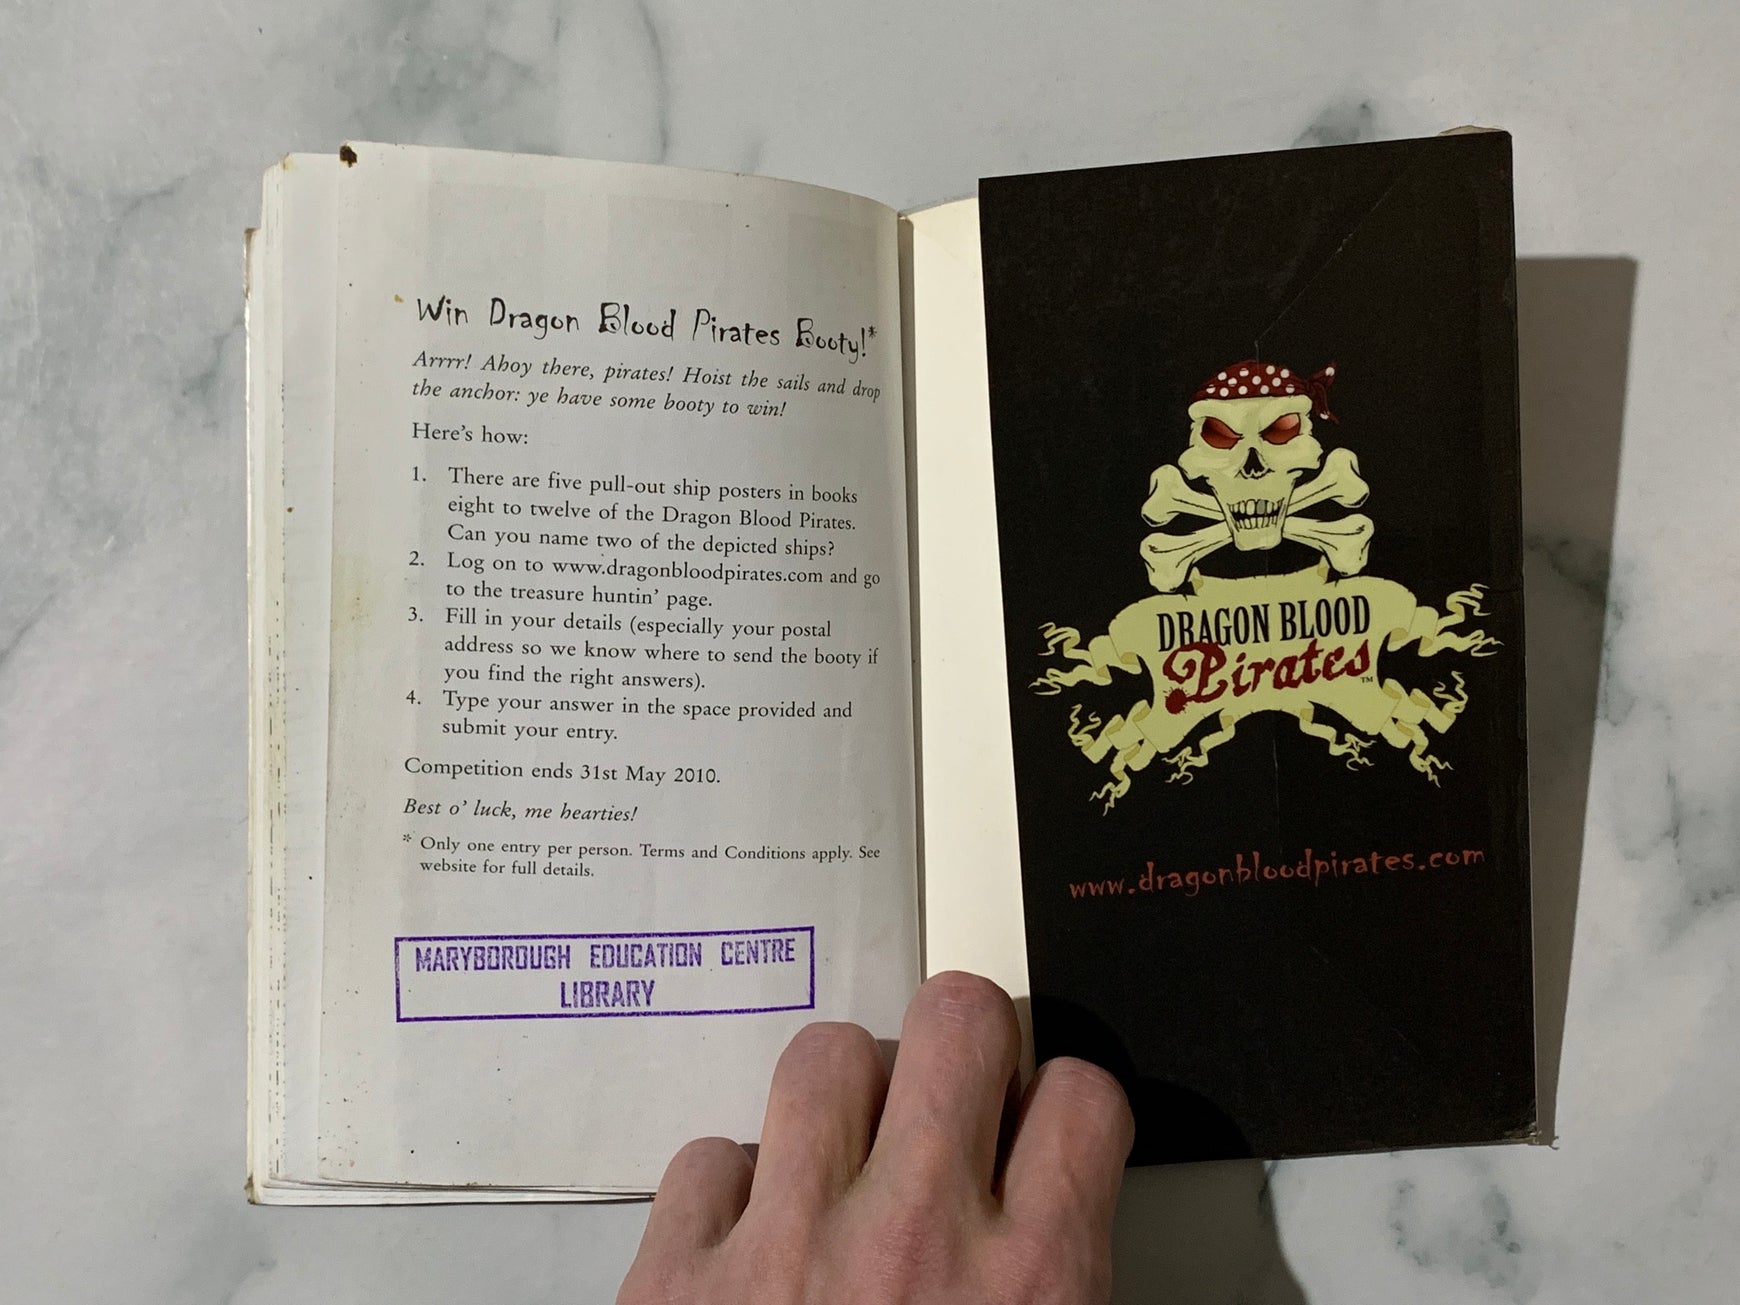 Win Dragon Blood Pirates Booty!*
Arrrr! Ahoy there, pirates! Hoist the sails and drop
the anchor: ye have some booty to win!
Here's how:
1. There are five pull-out ship posters in books
eight to twelve of the Dragon Blood Pirates.
Can you name two of the depicted ships?
2. Log on to www.dragonbloodpirates.com and go
to the treasure huntin' page.
3. Fill in your details (especially your postal
address so we know where to send the booty if
you find the right answers).
4. Type your answer in the space provided and
submit your entry.
Competition ends 31st May 2010.
Best o' luck, me hearties!
* Only one entry per person. Terms and Conditions apply. See
website for full details.
MARYBOROUGH EDUCATION CENTRE
LIBRARY
DRAGON BLOOD
Pirates™
www.dragonbloodpirates.com